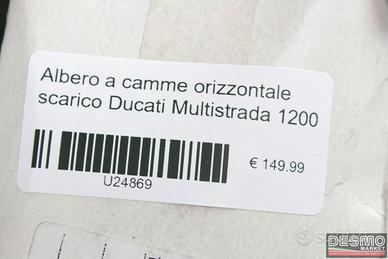 Albero a camme orizzontale
scarico Ducati Multistrada 1200
€ 149.99
U24869
DESMO
MARKET